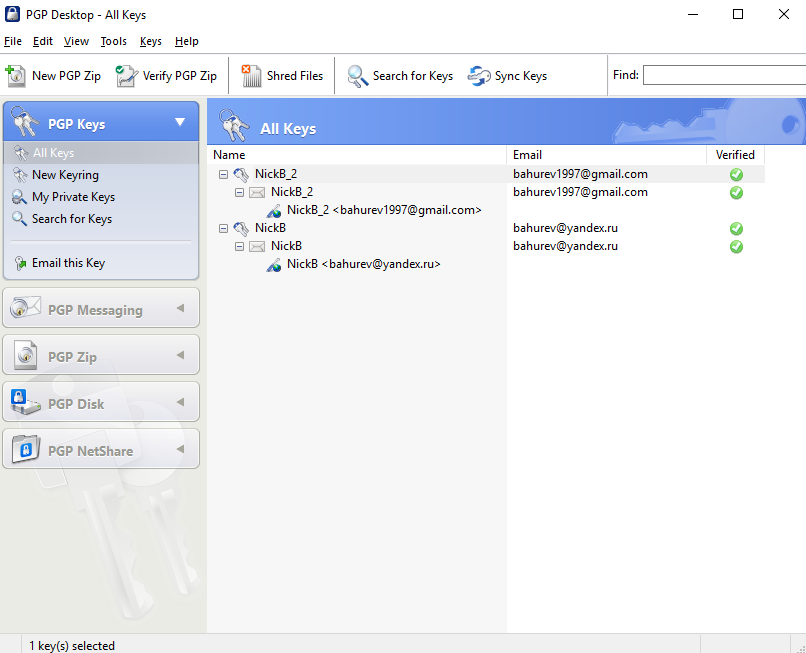 PGP Desktop - All Keys
File Edit View Tools Keys Help
New PGP Zip Verify PGP Zip Shred Files Search for Keys Sync Keys Find:
PGP Keys
All Keys
New Keyring
My Private Keys
Search for Keys
Email this Key
PGP Messaging
PGP Zip
PGP Disk
PGP NetShare
All Keys
Name Email Verified
NickB_2 bahurev1997@gmail.com
NickB_2 bahurev1997@gmail.com
NickB_2 <bahurev1997@gmail.com>
NickB bahurev@yandex.ru
NickB bahurev@yandex.ru
NickB <bahurev@yandex.ru>
1 key(s) selected